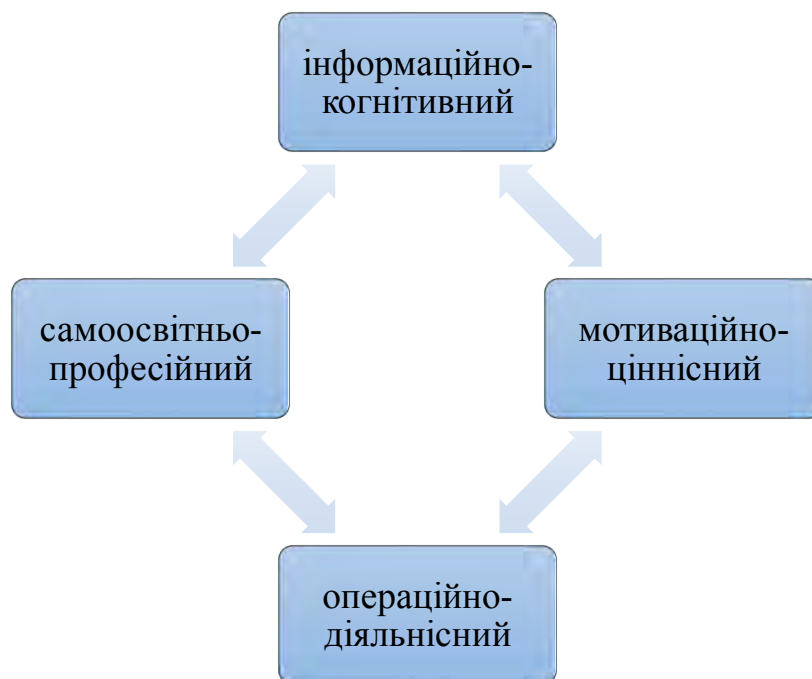 інформаційно-
когнітивний
самоосвітньо-
професійний
мотиваційно-
ціннісний
операційно-
діяльнісний